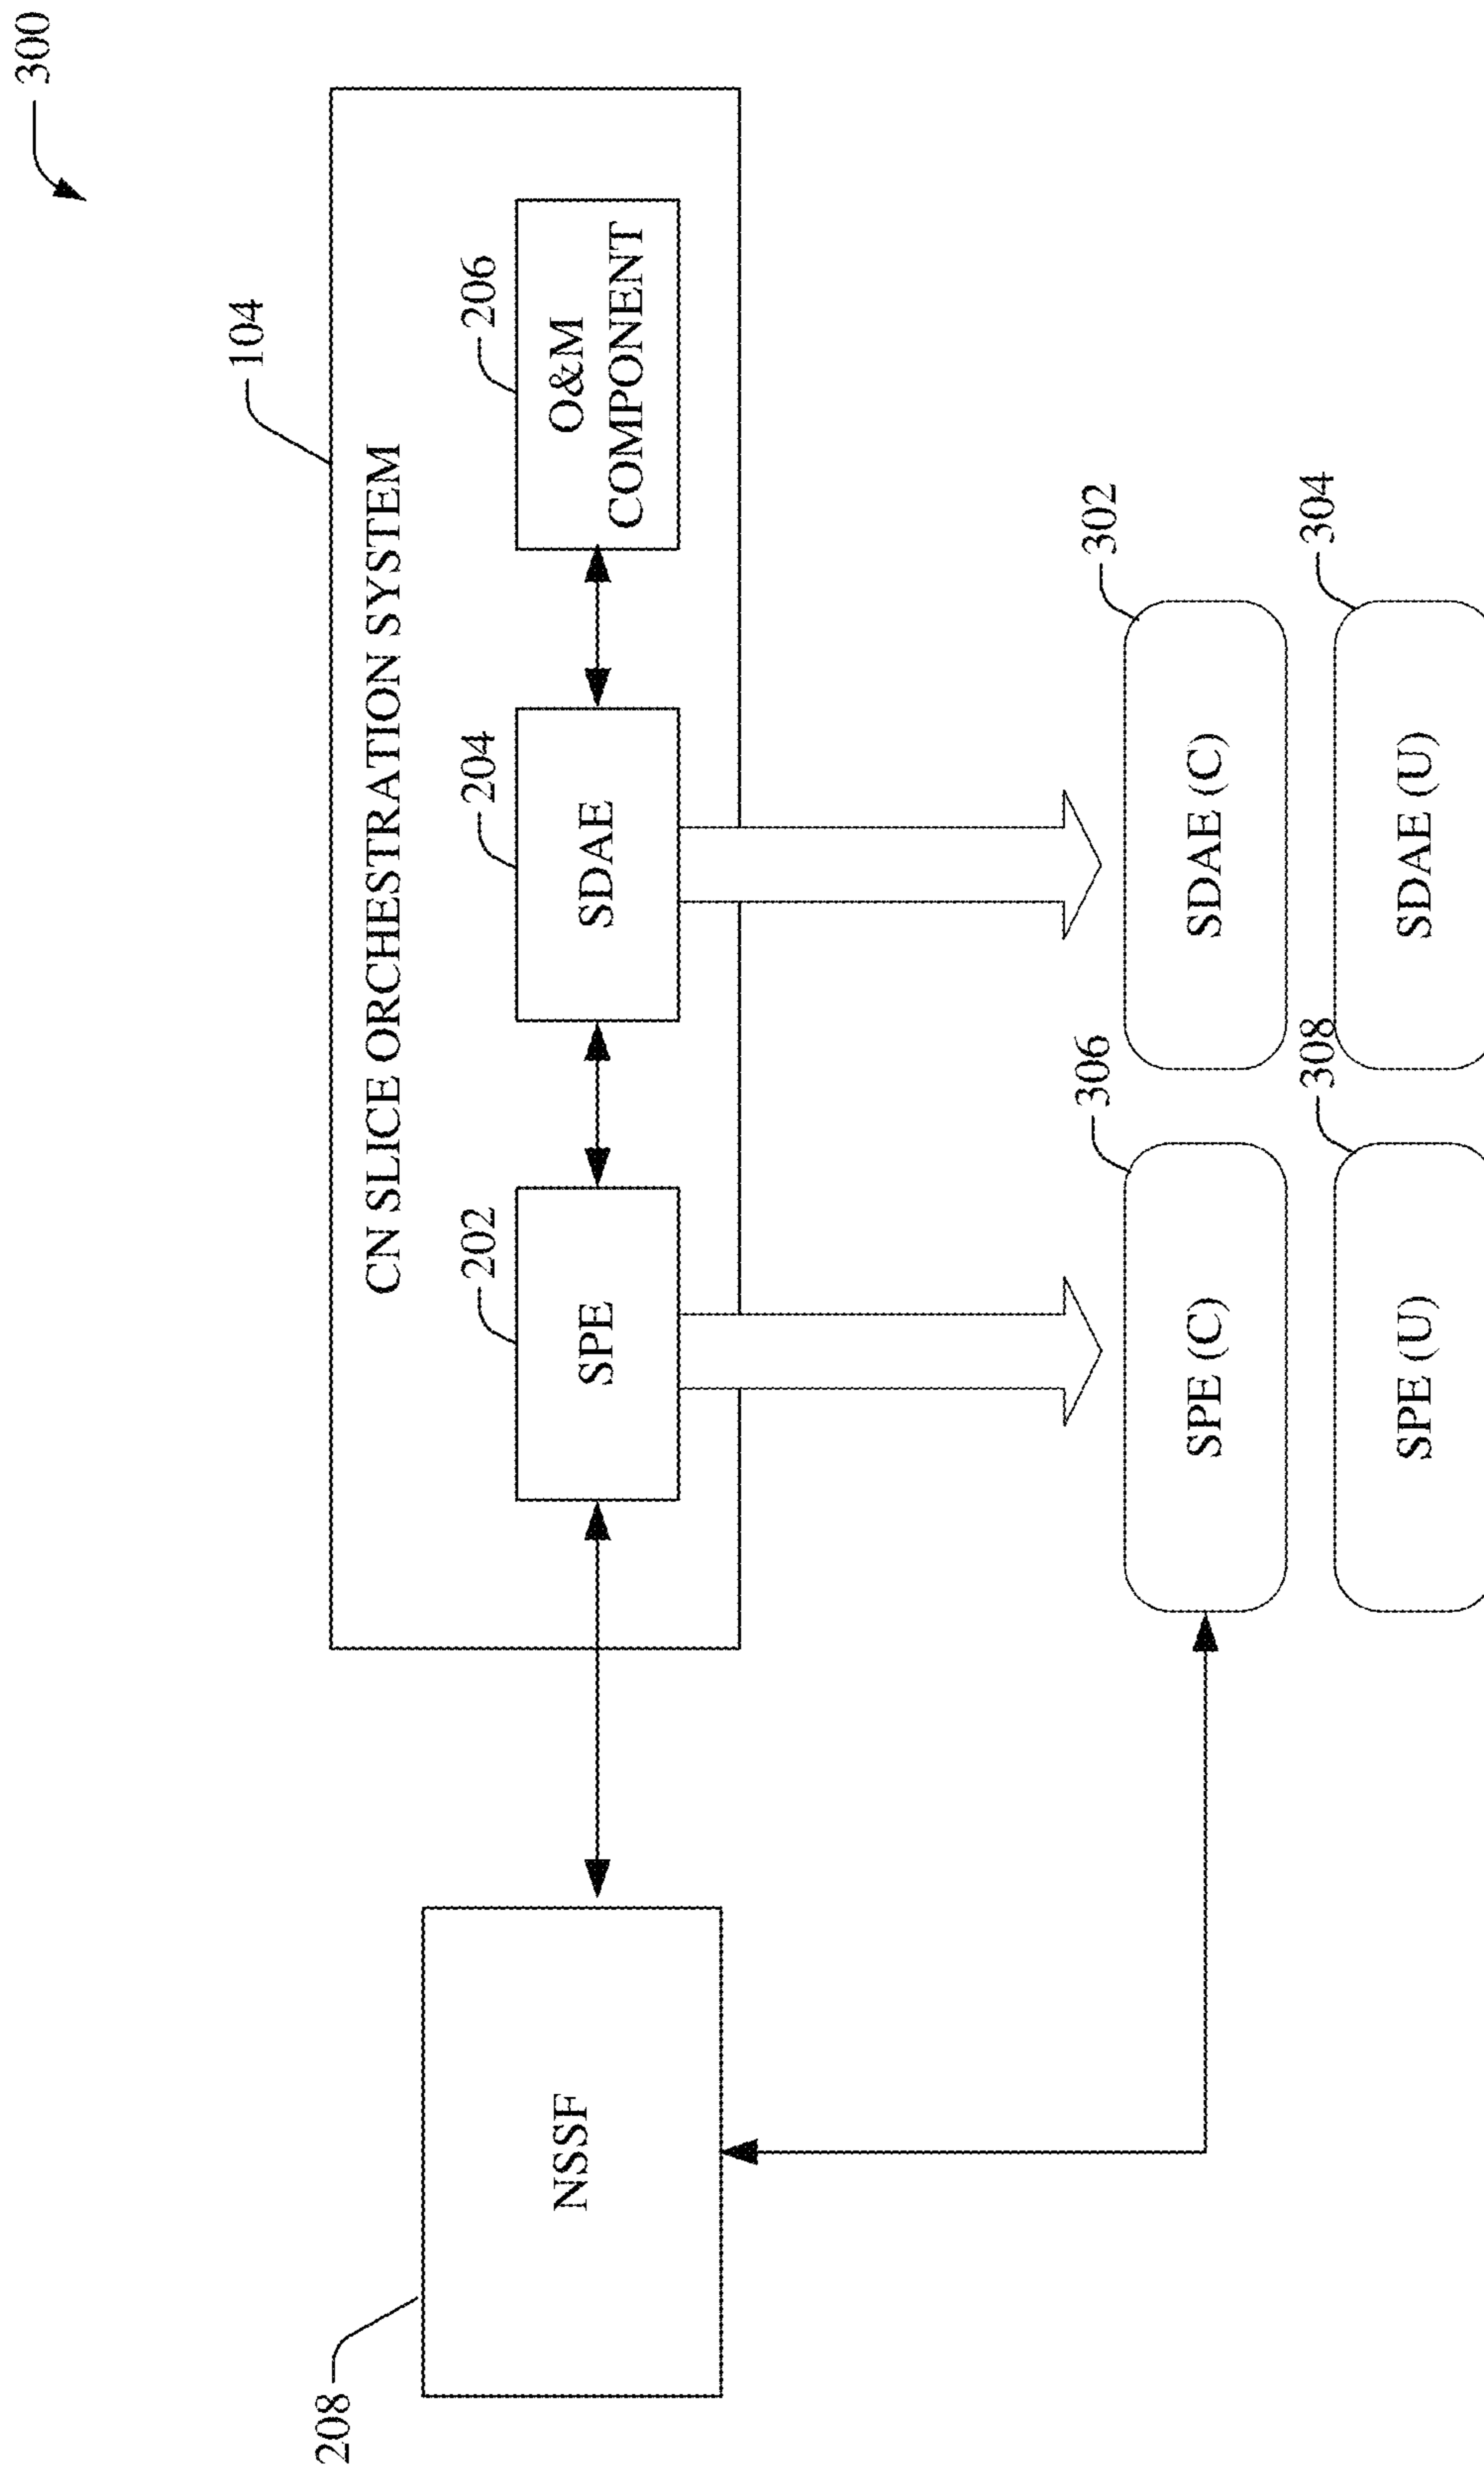 300
104
CN SLICE ORCHESTRATION SYSTEM
208
202
204
206
NSSF
SPE
SDAE
O&M
COMPONENT
306
302
SPE (C)
SDAE (C)
308
304
SPE (U)
SDAE (U)